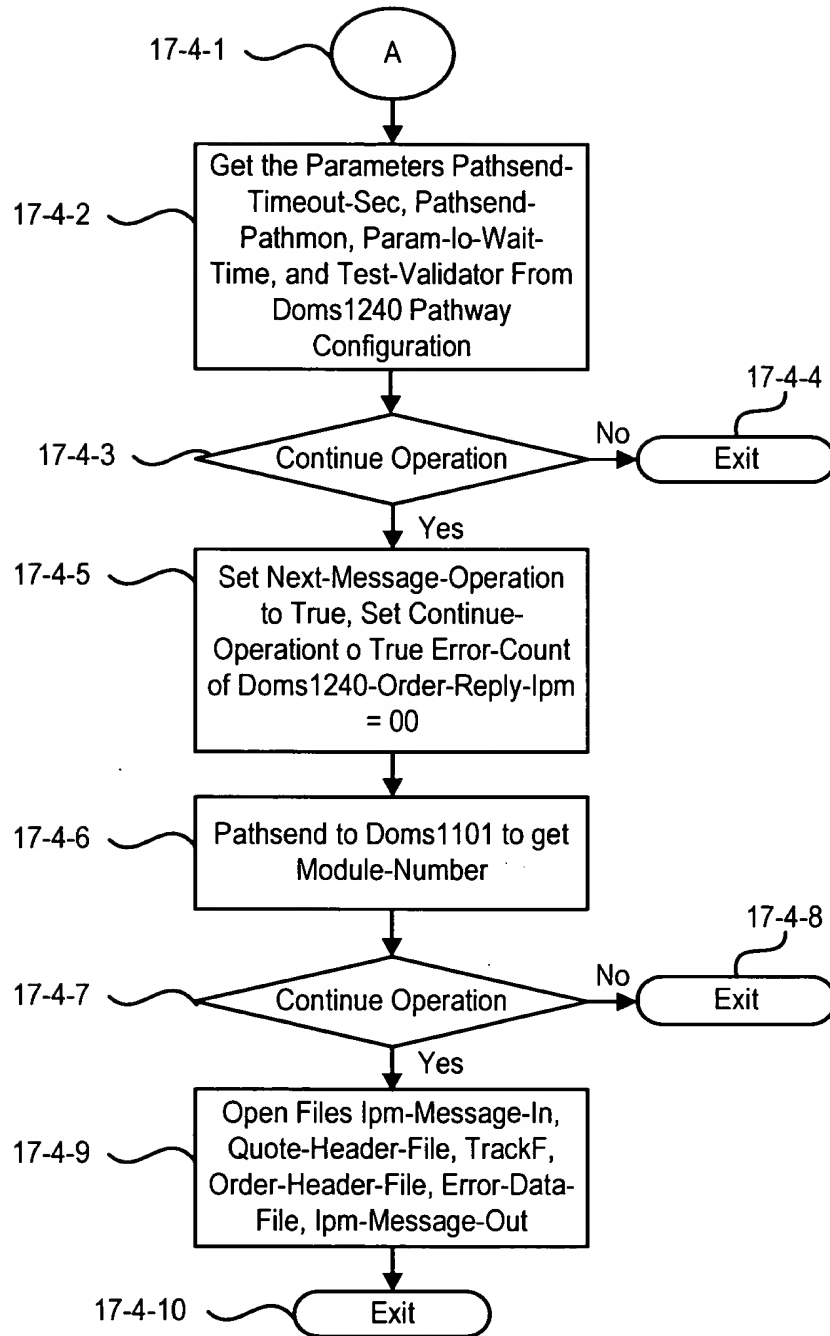 17-4-1
A
17-4-2
Get the Parameters Pathsend-
Timeout-Sec, Pathsend-
Pathmon, Param-Io-Wait-
Time, and Test-Validator From
Doms1240 Pathway
Configuration
17-4-3
Continue Operation
No
17-4-4
Exit
Yes
17-4-5
Set Next-Message-Operation
to True, Set Continue-
Operationt o True Error-Count
of Doms1240-Order-Reply-Ipm
= 00
17-4-6
Pathsend to Doms1101 to get
Module-Number
17-4-7
Continue Operation
No
17-4-8
Exit
Yes
17-4-9
Open Files Ipm-Message-In,
Quote-Header-File, TrackF,
Order-Header-File, Error-Data-
File, Ipm-Message-Out
17-4-10
Exit